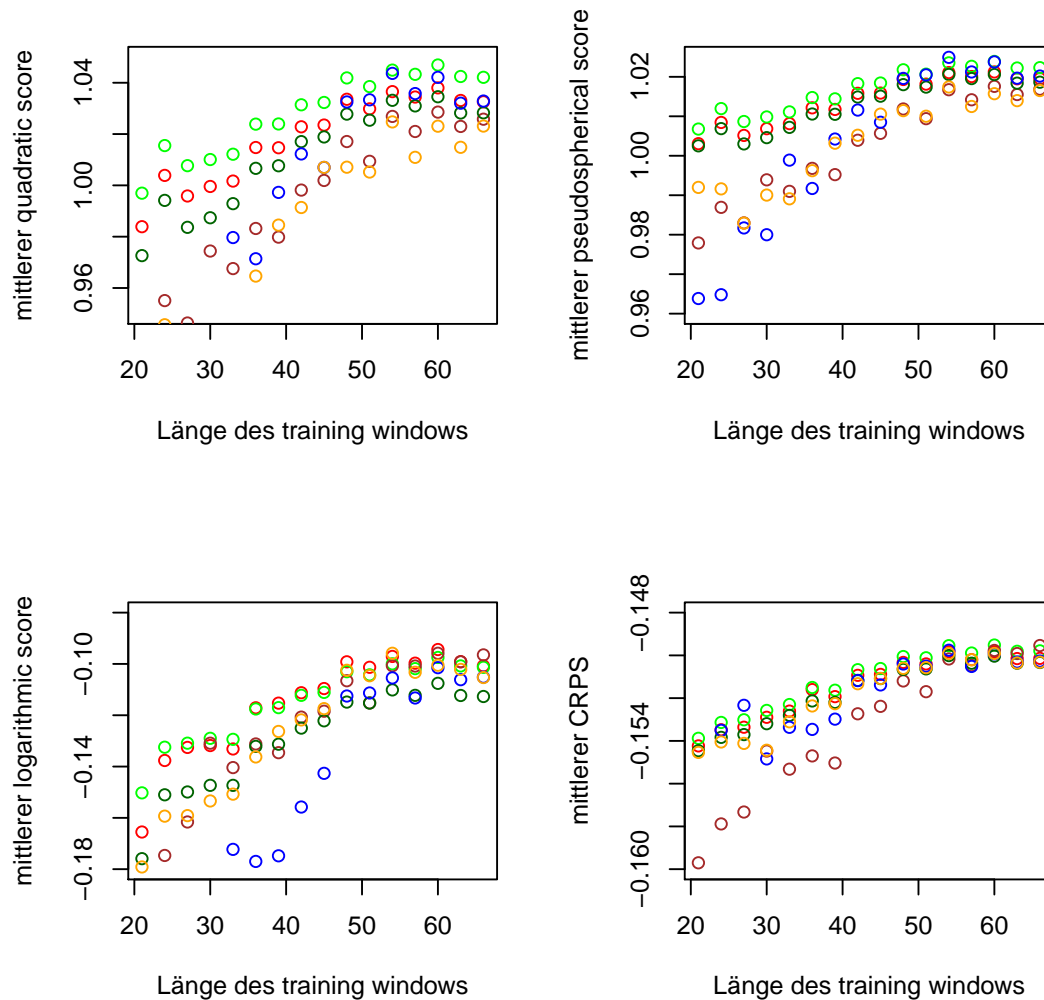 mittlerer quadratic score
0.96
1.00
1.04
20 30 40 50 60
Länge des training windows
mittlerer pseudospherical score
0.96
0.98
1.00
1.02
20 30 40 50 60
Länge des training windows
mittlerer logarithmic score
−0.18
−0.14
−0.10
20 30 40 50 60
Länge des training windows
mittlerer CRPS
−0.160
−0.154
−0.148
20 30 40 50 60
Länge des training windows